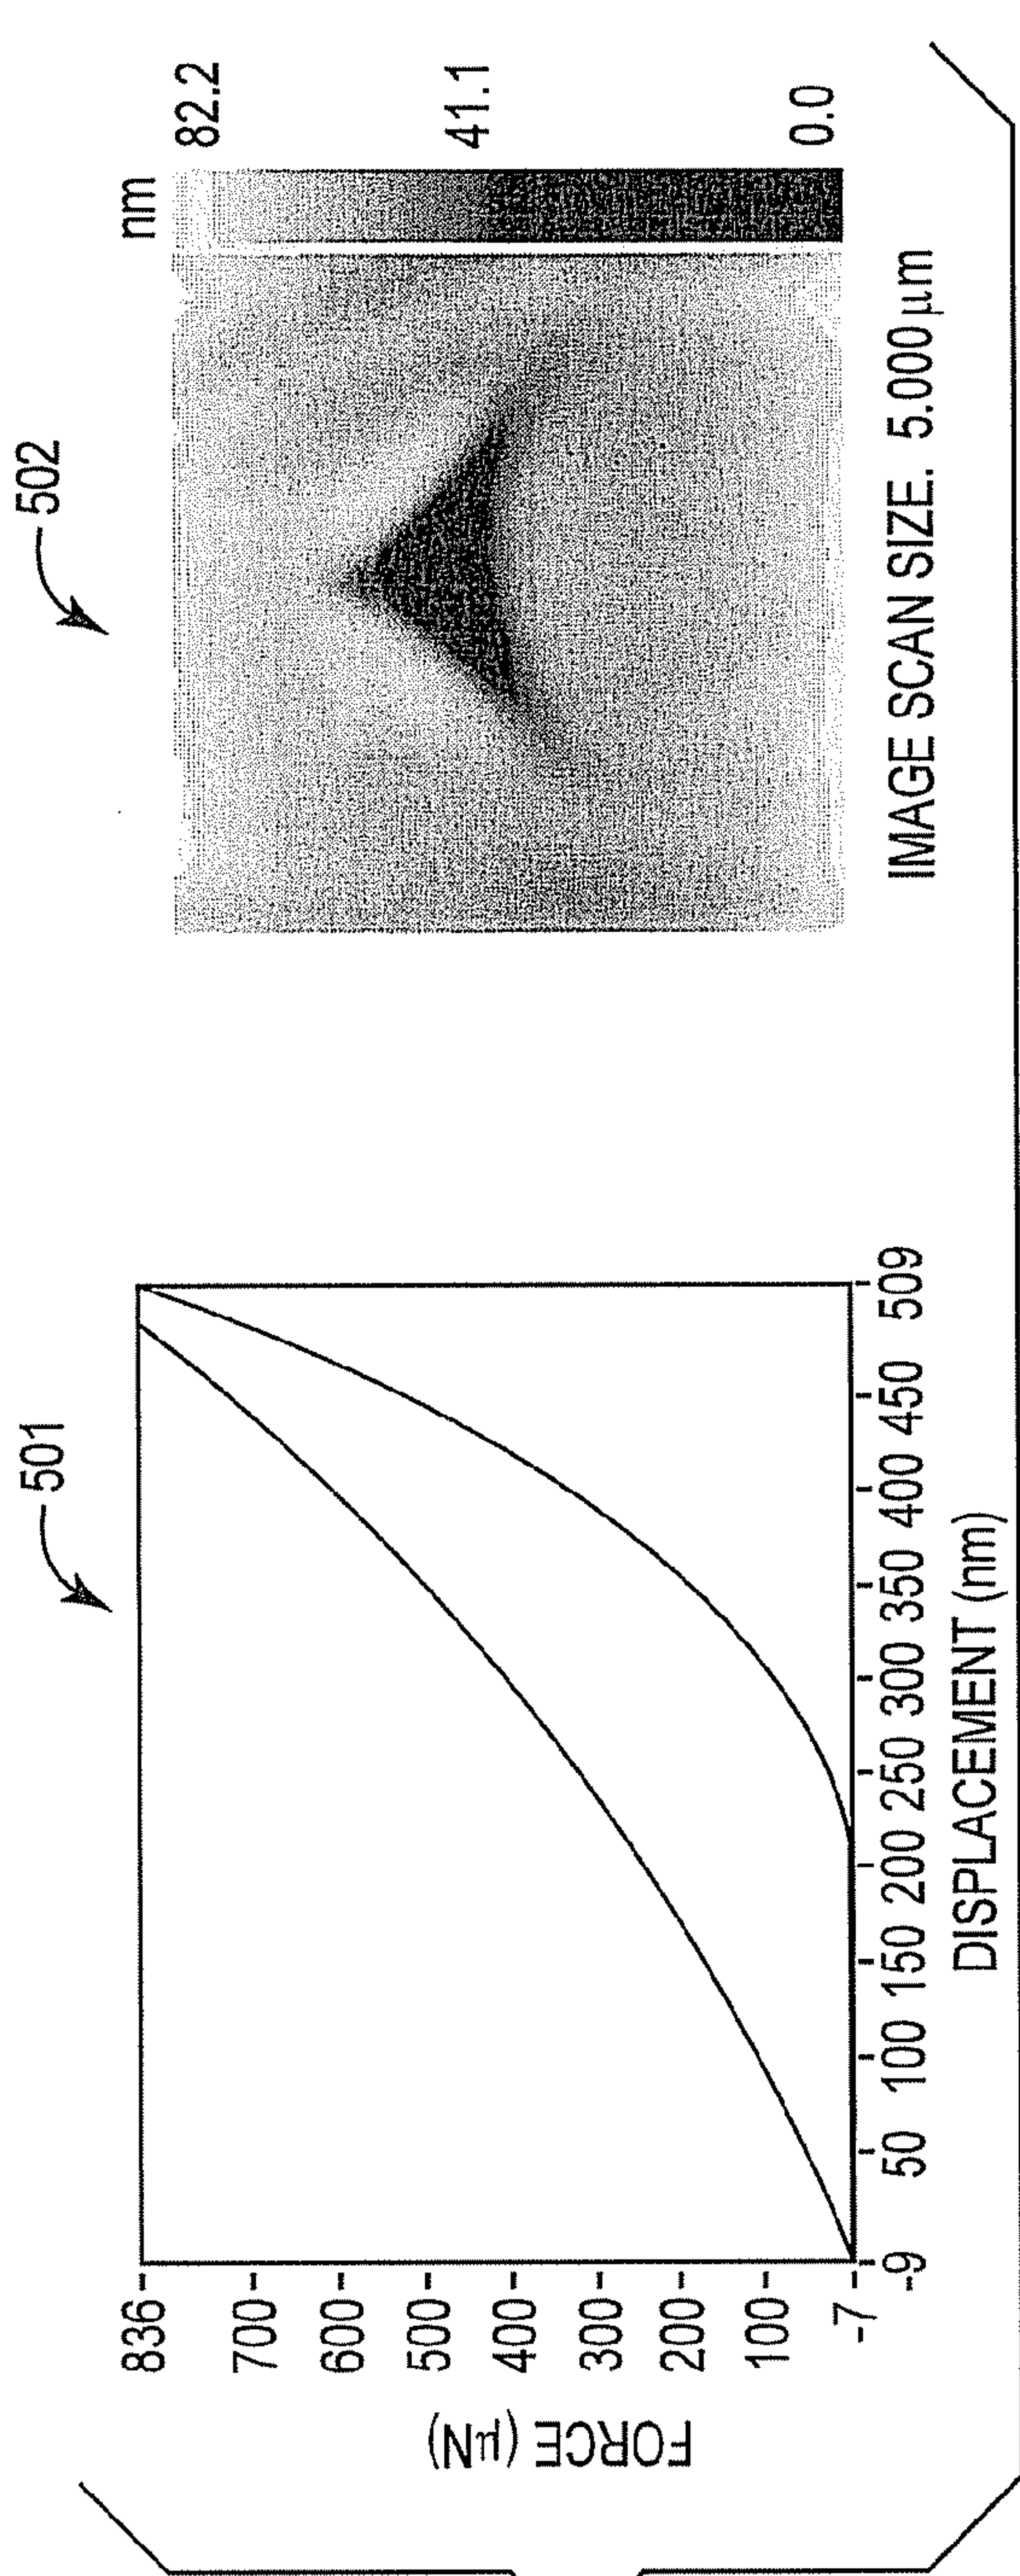 501
836
700
600
500
400
300
200
100
-7
FORCE (μN)
-9 50 100 150 200 250 300 350 400 450 509
DISPLACEMENT (nm)
502
nm
82.2
41.1
0.0
IMAGE SCAN SIZE. 5.000μm